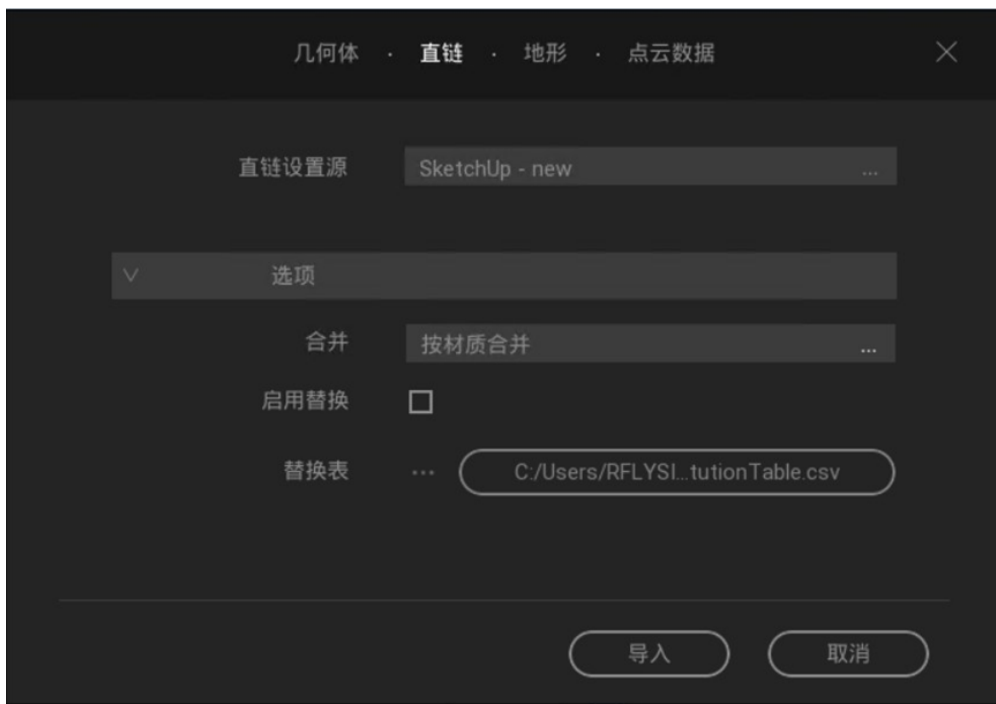 几何体 · 直链 · 地形 · 点云数据
直链设置源 SketchUp - new ...
选项
合并 按材质合并 ...
启用替换
替换表 ... C:/Users/RFLYSI...tutionTable.csv
导入 取消